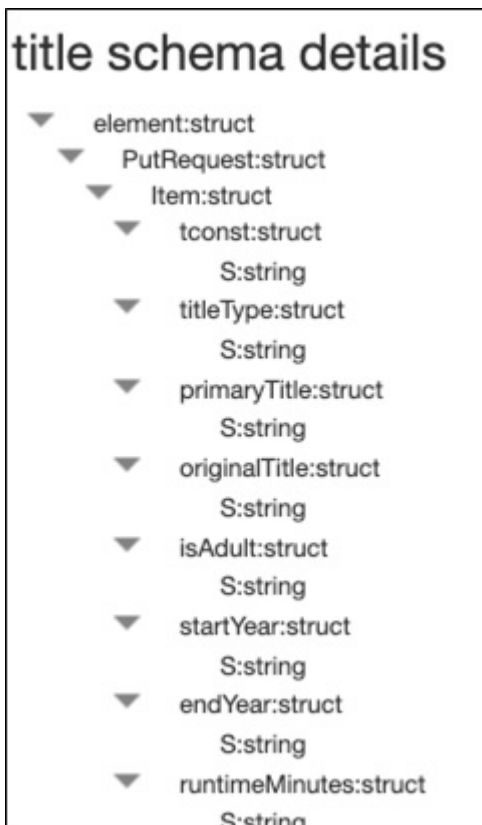 title schema details
element:struct
PutRequest:struct
Item:struct
tconst:struct
S:string
titleType:struct
S:string
primaryTitle:struct
S:string
originalTitle:struct
S:string
isAdult:struct
S:string
startYear:struct
S:string
endYear:struct
S:string
runtimeMinutes:struct
S:string